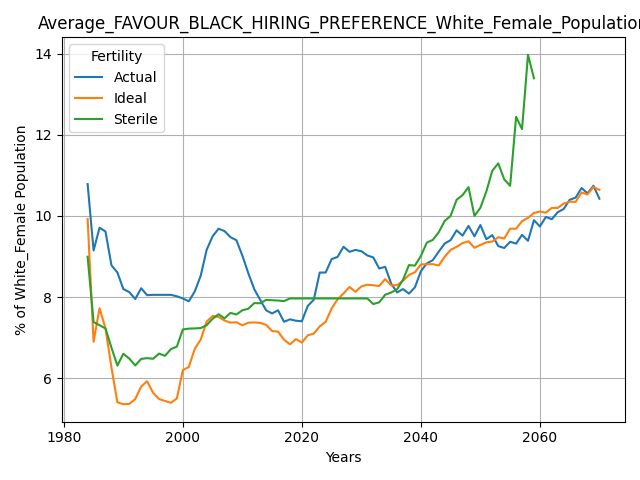 Average_FAVOUR_BLACK_HIRING_PREFERENCE_White_Female_Population
Fertility
Actual
Ideal
Sterile
14
12
10
8
6
% of White_Female Population
1980
2000
2020
2040
2060
Years